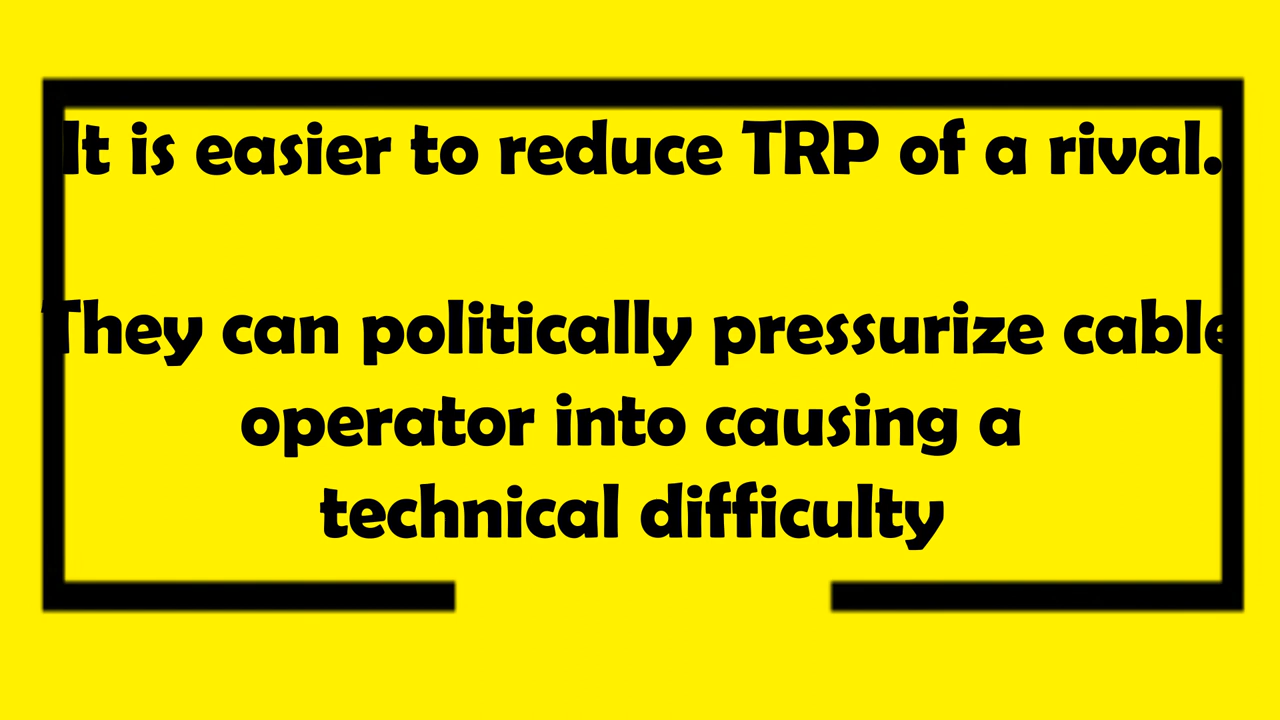 It is easier to reduce TRP of a rival.
They can politically pressurize cable
operator into causing a
technical difficulty